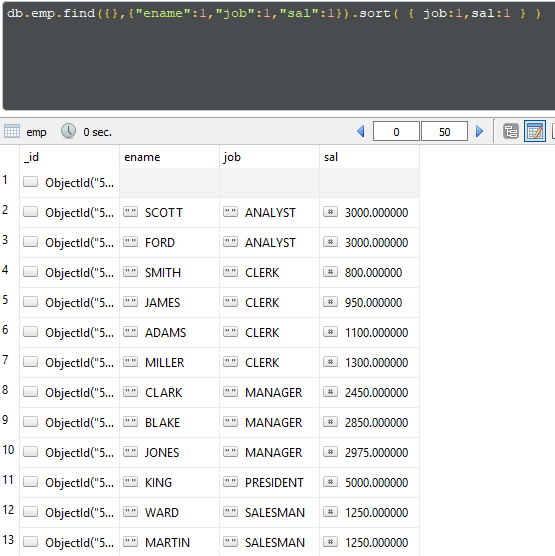 db.emp.find({},{"ename":1,"job":1,"sal":1}).sort( { job:1,sal:1 } )
emp 0 sec. 0 50
_id ename job sal
1 ObjectId("5...
2 ObjectId("5... "" SCOTT "" ANALYST # 3000.000000
3 ObjectId("5... "" FORD "" ANALYST # 3000.000000
4 ObjectId("5... "" SMITH "" CLERK # 800.000000
5 ObjectId("5... "" JAMES "" CLERK # 950.000000
6 ObjectId("5... "" ADAMS "" CLERK # 1100.000000
7 ObjectId("5... "" MILLER "" CLERK # 1300.000000
8 ObjectId("5... "" CLARK "" MANAGER # 2450.000000
9 ObjectId("5... "" BLAKE "" MANAGER # 2850.000000
10 ObjectId("5... "" JONES "" MANAGER # 2975.000000
11 ObjectId("5... "" KING "" PRESIDENT # 5000.000000
12 ObjectId("5... "" WARD "" SALESMAN # 1250.000000
13 ObjectId("5... "" MARTIN "" SALESMAN # 1250.000000